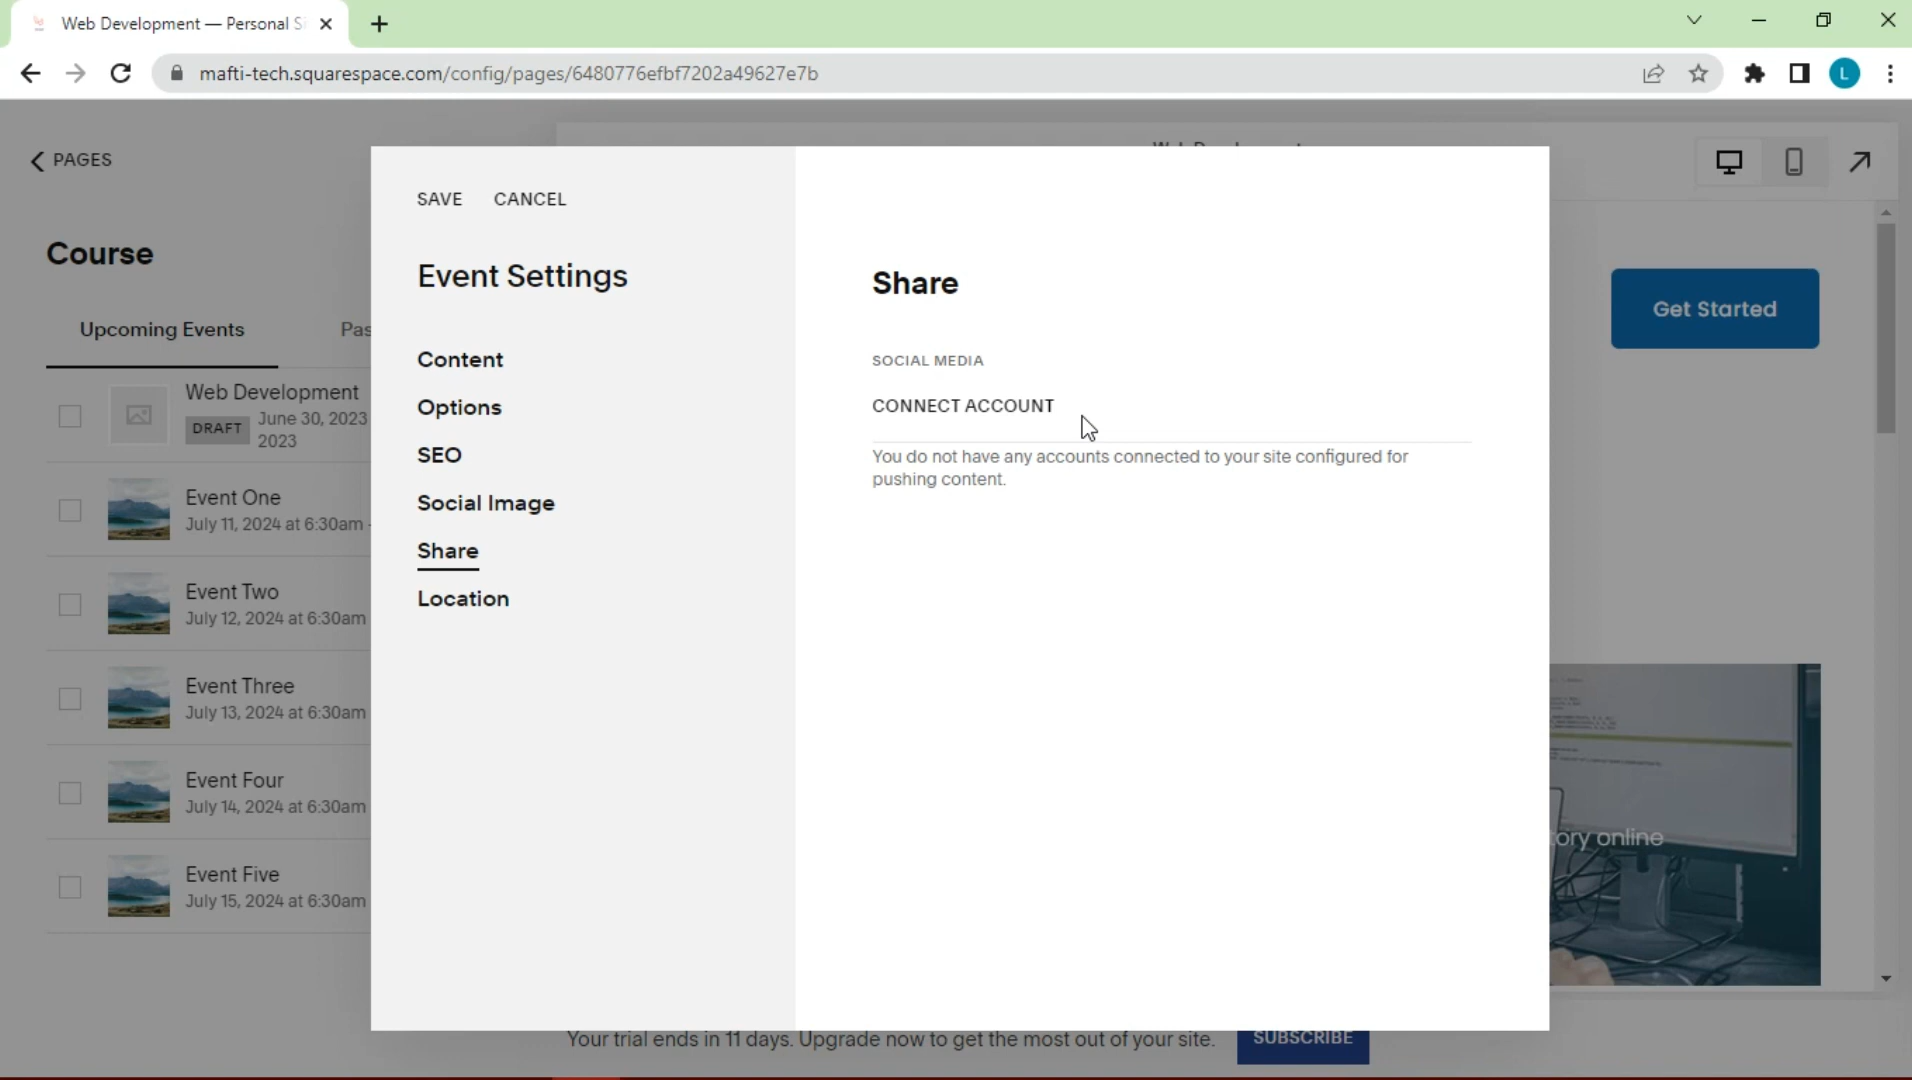 Web Development — Personal S
mafti-tech.squarespace.com/config/pages/6480776efbf7202a49627e7b
L
PAGES
Course
Upcoming Events
Pas
Web Development
DRAFT
June 30, 2023
2023
Event One
July 11, 2024 at 6:30am -
Event Two
July 12, 2024 at 6:30am
Event Three
July 13, 2024 at 6:30am
Event Four
July 14, 2024 at 6:30am
Event Five
July 15, 2024 at 6:30am
SAVE CANCEL
Event Settings
Content
Options
SEO
Social Image
Share
Location
Share
SOCIAL MEDIA
CONNECT ACCOUNT
You do not have any accounts connected to your site configured for
pushing content.
Get Started
tory online
Your trial ends in 11 days. Upgrade now to get the most out of your site.
SUBSCRIBE